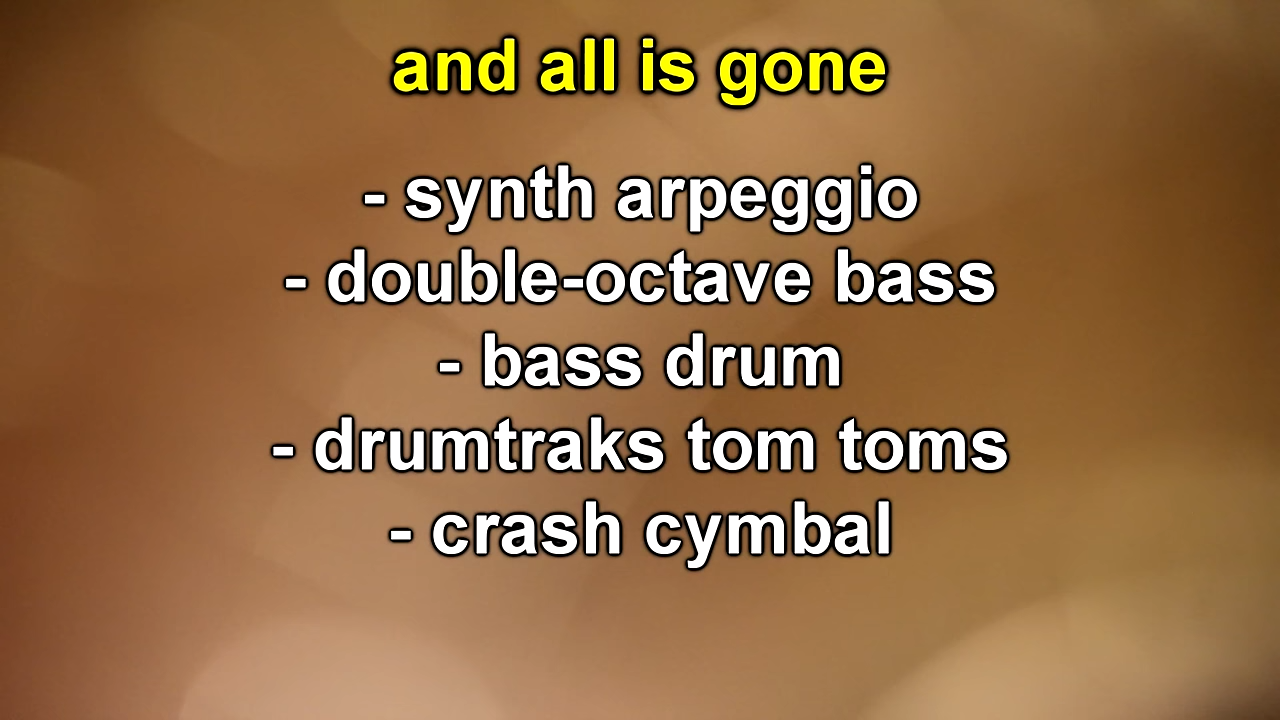 and all is gone
- synth arpeggio
- double-octave bass
- bass drum
- drumtraks tom toms
- crash cymbal